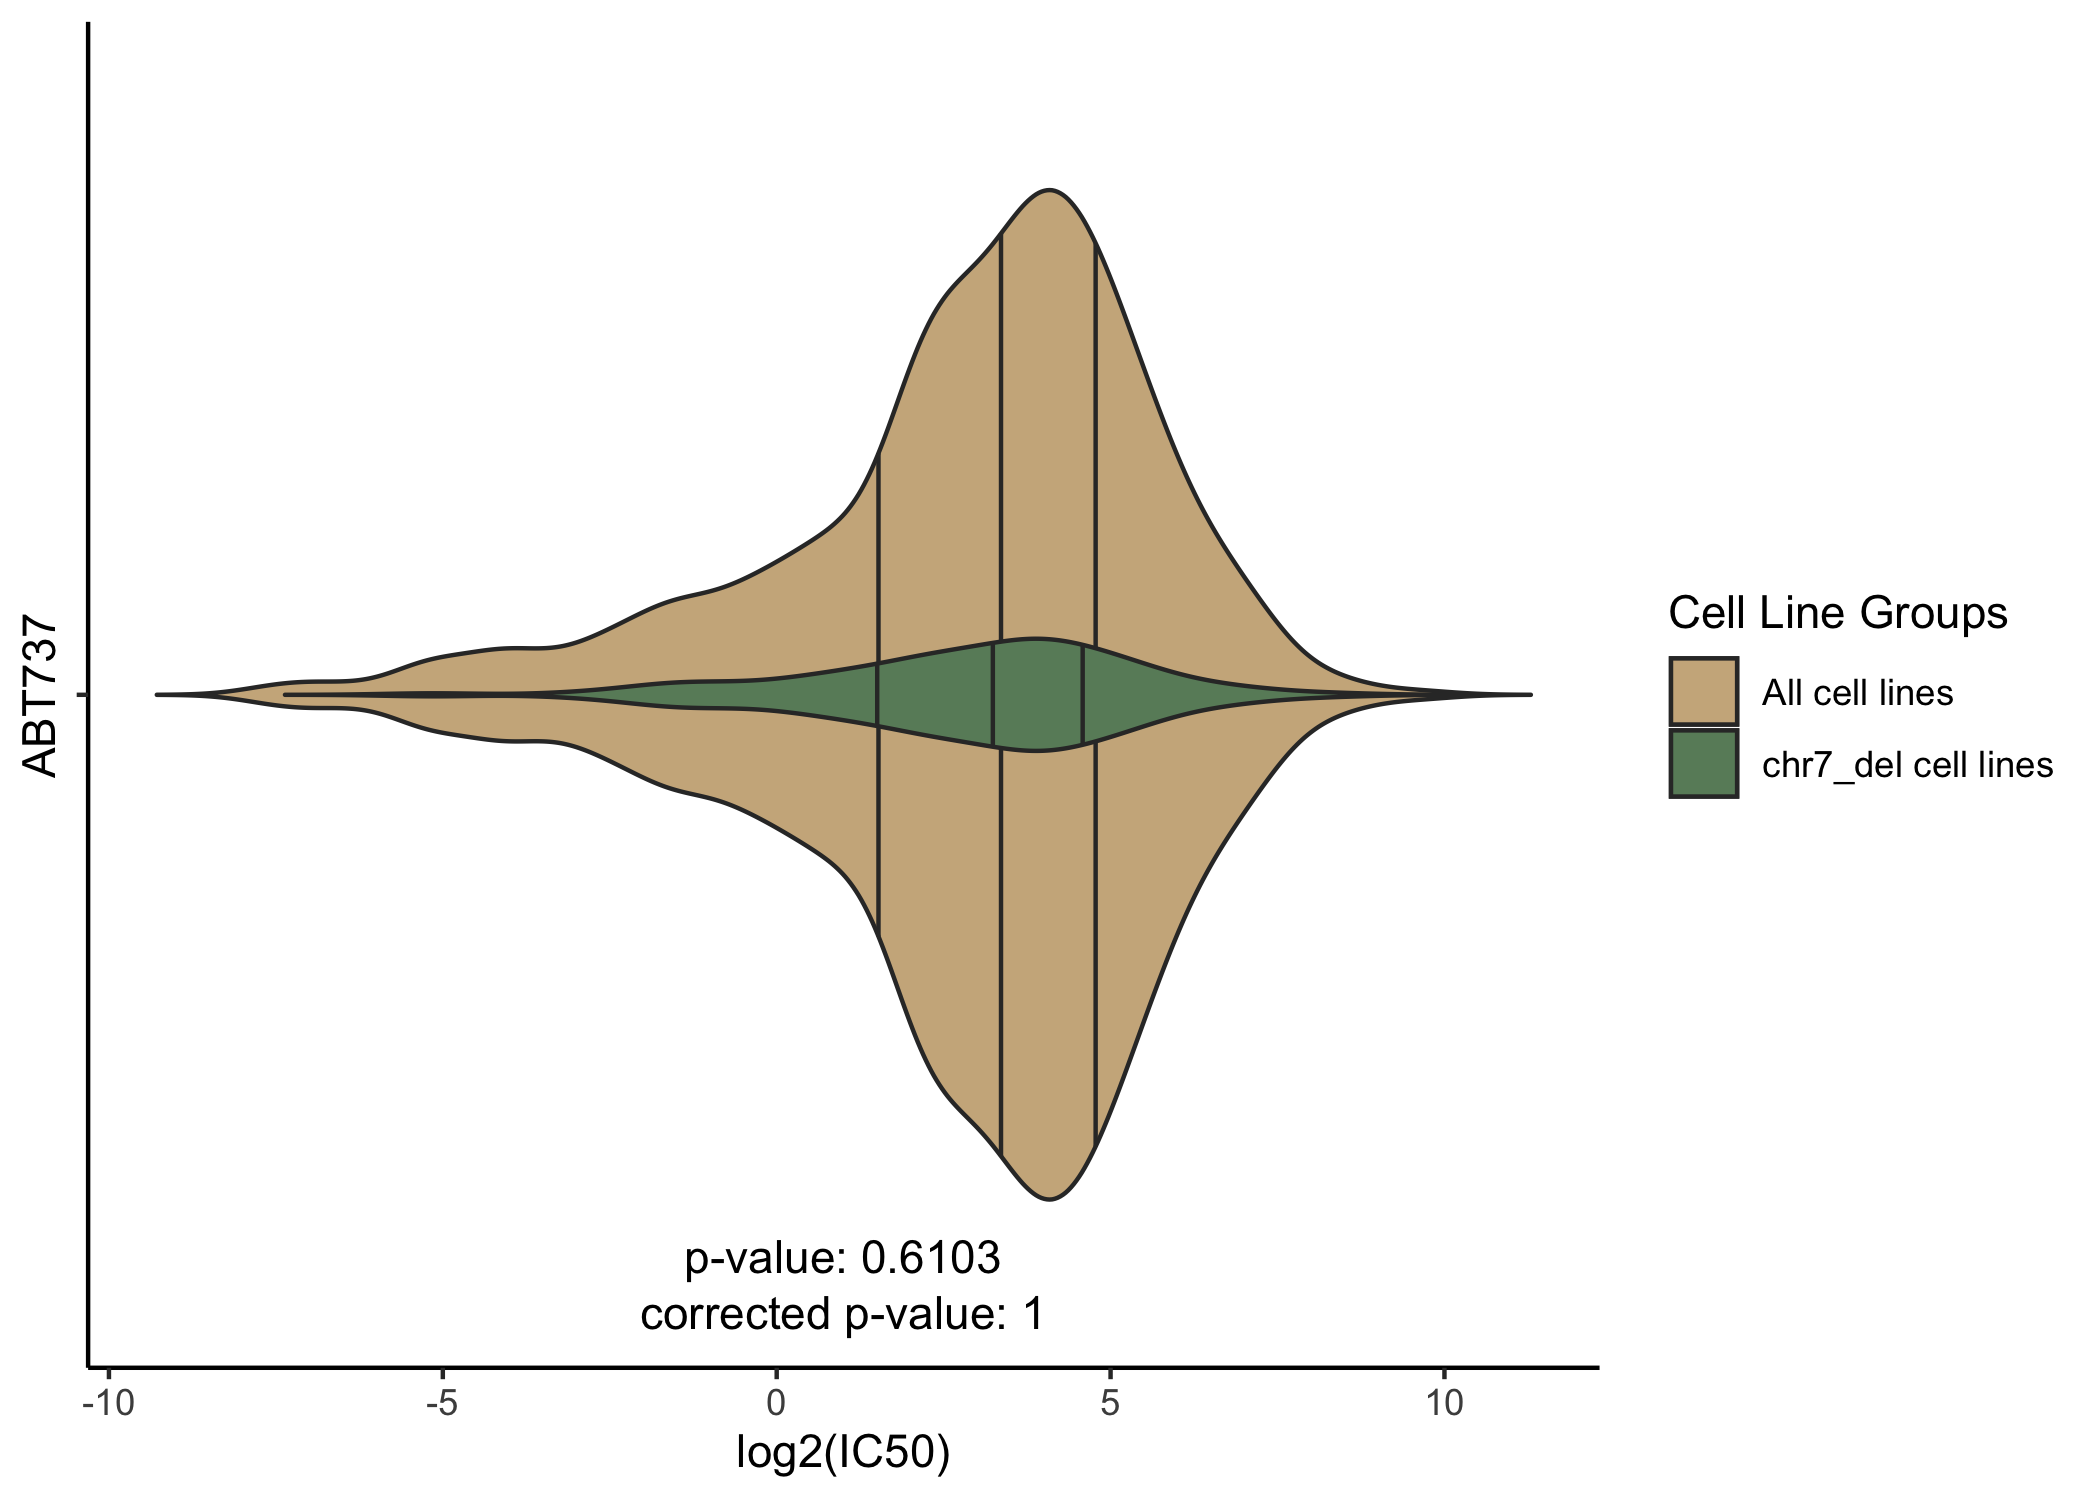 ABT737
p-value: 0.6103
corrected p-value: 1
-10 -5 0 5 10
log2(IC50)
Cell Line Groups
All cell lines
chr7_del cell lines